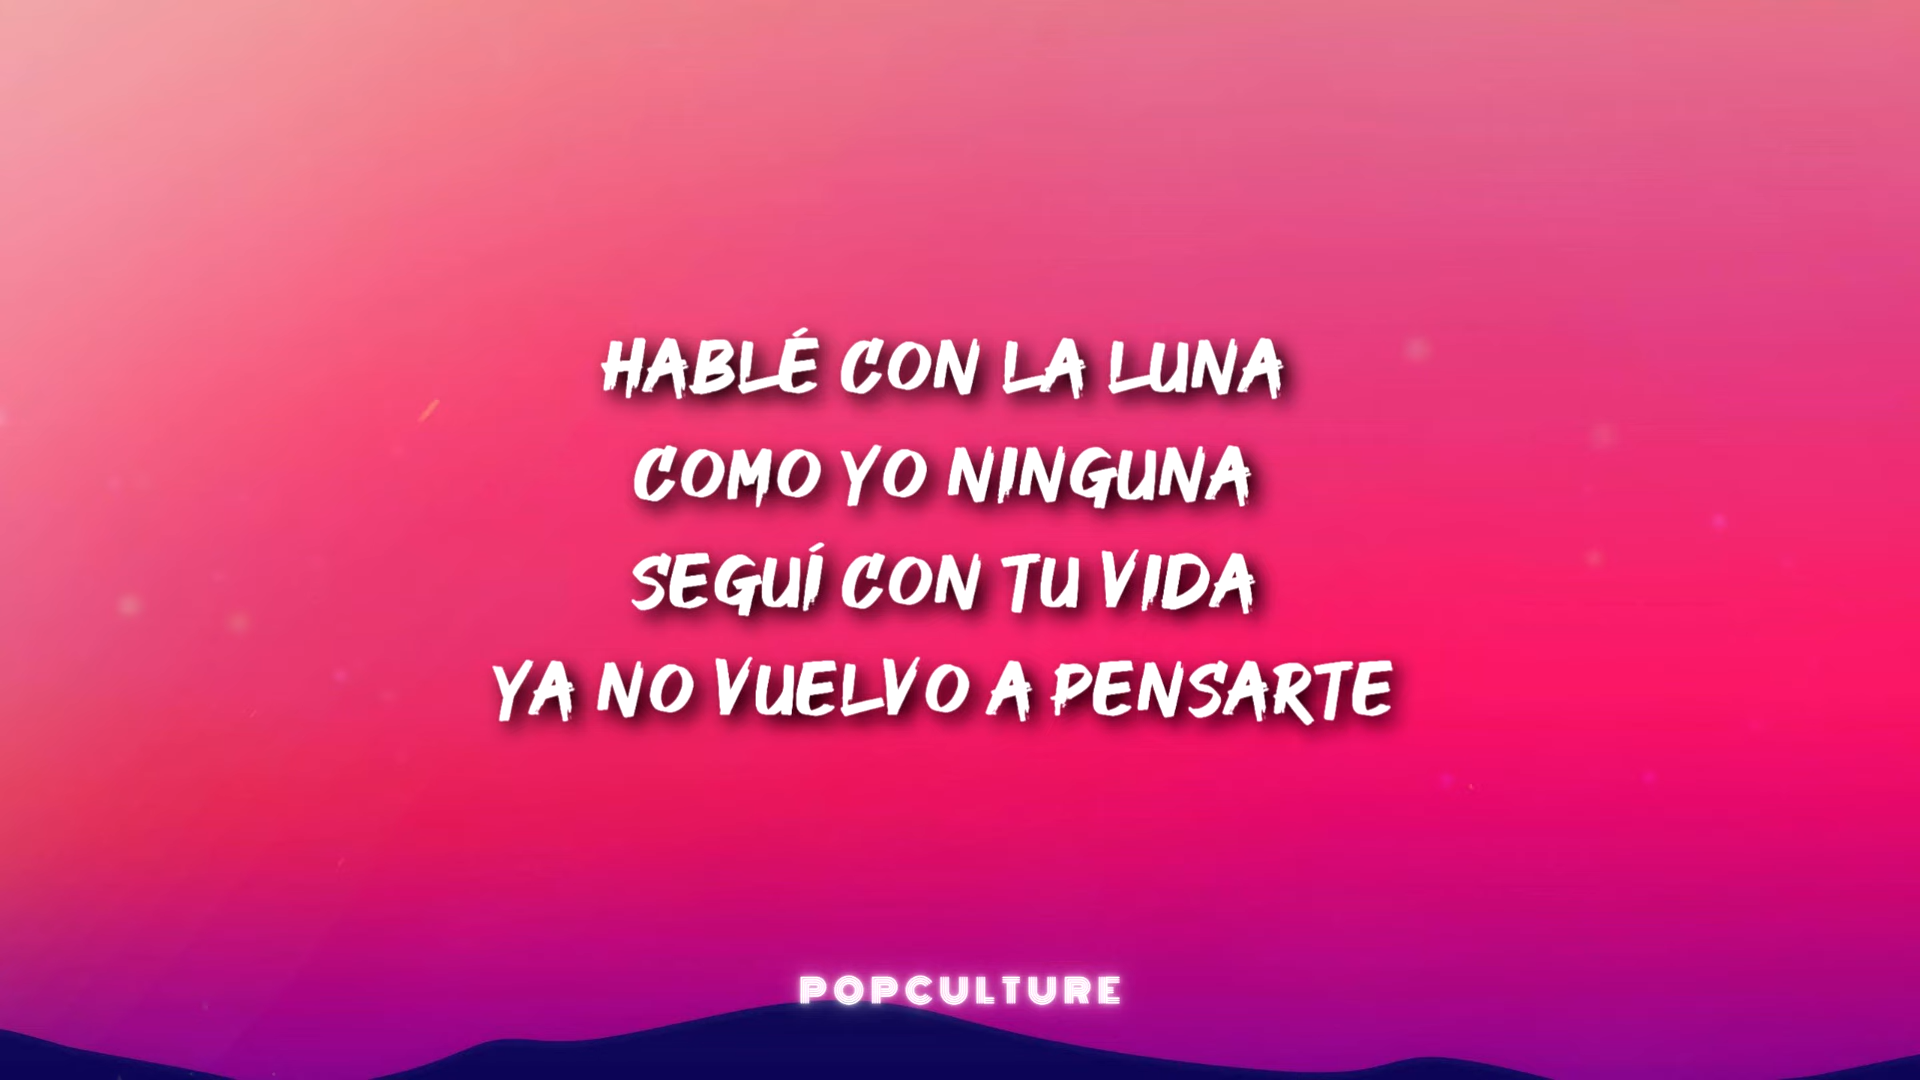 HABLÉ CON LA LUNA
COMO YO NINGUNA
SEGUÍ CON TU VIDA
YA NO VUELVO A PENSARTE
POPCULTURE